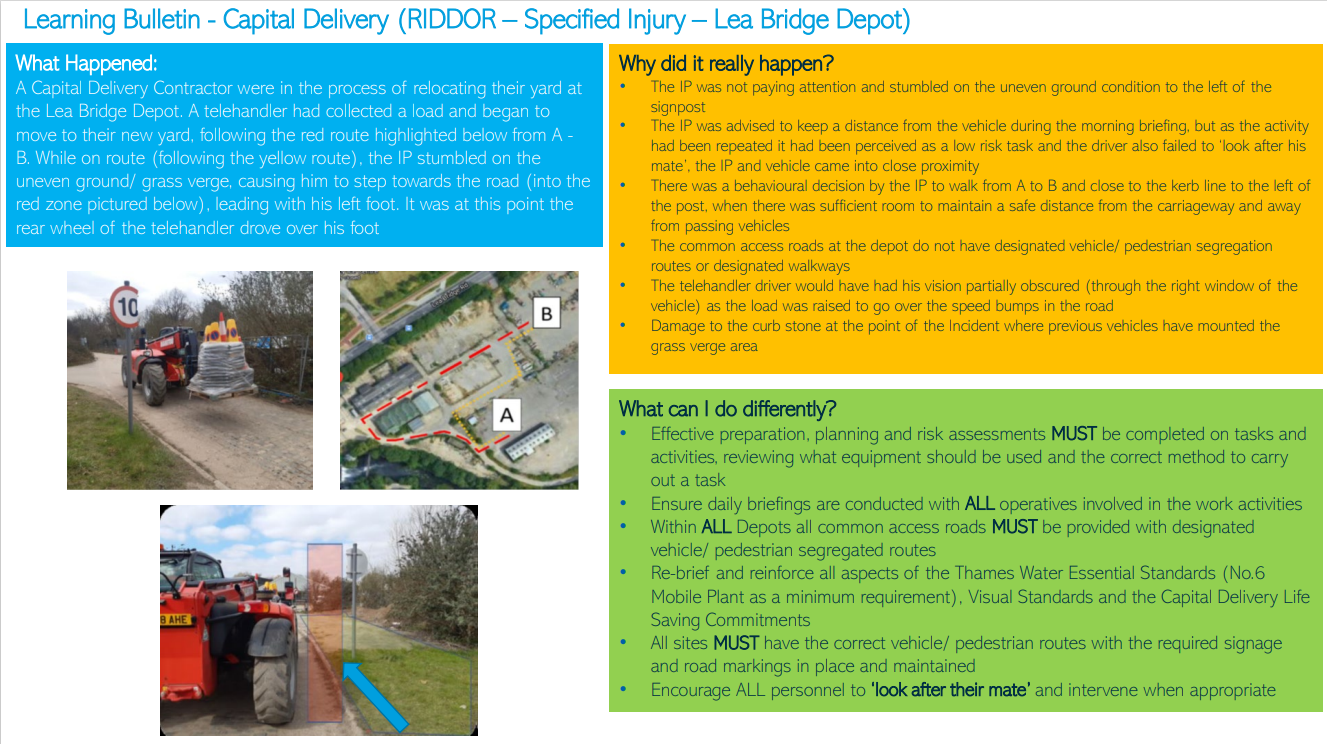 Learning Bulletin - Capital Delivery (RIDDOR – Specified Injury – Lea Bridge Depot)
What Happened:
A Capital Delivery Contractor were in the process of relocating their yard at
the Lea Bridge Depot. A telehandler had collected a load and began to
move to their new yard, following the red route highlighted below from A -
B. While on route (following the yellow route), the IP stumbled on the
uneven ground/ grass verge, causing him to step towards the road (into the
red zone pictured below), leading with his left foot. It was at this point the
rear wheel of the telehandler drove over his foot
10
B
A
8 AHE
Why did it really happen?
• The IP was not paying attention and stumbled on the uneven ground condition to the left of the
signpost
• The IP was advised to keep a distance from the vehicle during the morning briefing, but as the activity
had been repeated it had been perceived as a low risk task and the driver also failed to ‘look after his
mate’, the IP and vehicle came into close proximity
• There was a behavioural decision by the IP to walk from A to B and close to the kerb line to the left of
the post, when there was sufficient room to maintain a safe distance from the carriageway and away
from passing vehicles
• The common access roads at the depot do not have designated vehicle/ pedestrian segregation
routes or designated walkways
• The telehandler driver would have had his vision partially obscured (through the right window of the
vehicle) as the load was raised to go over the speed bumps in the road
• Damage to the curb stone at the point of the Incident where previous vehicles have mounted the
grass verge area
What can I do differently?
• Effective preparation, planning and risk assessments MUST be completed on tasks and
activities, reviewing what equipment should be used and the correct method to carry
out a task
• Ensure daily briefings are conducted with ALL operatives involved in the work activities
• Within ALL Depots all common access roads MUST be provided with designated
vehicle/ pedestrian segregated routes
• Re-brief and reinforce all aspects of the Thames Water Essential Standards (No.6
Mobile Plant as a minimum requirement), Visual Standards and the Capital Delivery Life
Saving Commitments
• All sites MUST have the correct vehicle/ pedestrian routes with the required signage
and road markings in place and maintained
• Encourage ALL personnel to ‘look after their mate’ and intervene when appropriate